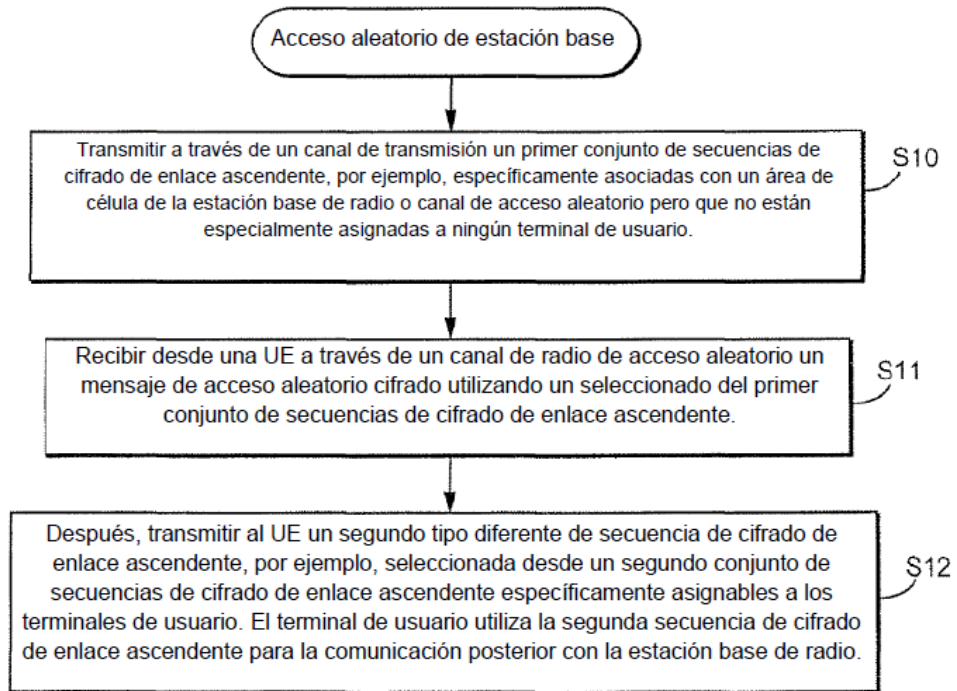 Acceso aleatorio de estación base
Transmitir a través de un canal de transmisión un primer conjunto de secuencias de
cifrado de enlace ascendente, por ejemplo, específicamente asociadas con un área de
célula de la estación base de radio o canal de acceso aleatorio pero que no están
especialmente asignadas a ningún terminal de usuario.
S10
Recibir desde una UE a través de un canal de radio de acceso aleatorio un
mensaje de acceso aleatorio cifrado utilizando un seleccionado del primer
conjunto de secuencias de cifrado de enlace ascendente.
S11
Después, transmitir al UE un segundo tipo diferente de secuencia de cifrado de
enlace ascendente, por ejemplo, seleccionada desde un segundo conjunto de
secuencias de cifrado de enlace ascendente específicamente asignables a los
terminales de usuario. El terminal de usuario utiliza la segunda secuencia de cifrado
de enlace ascendente para la comunicación posterior con la estación base de radio.
S12